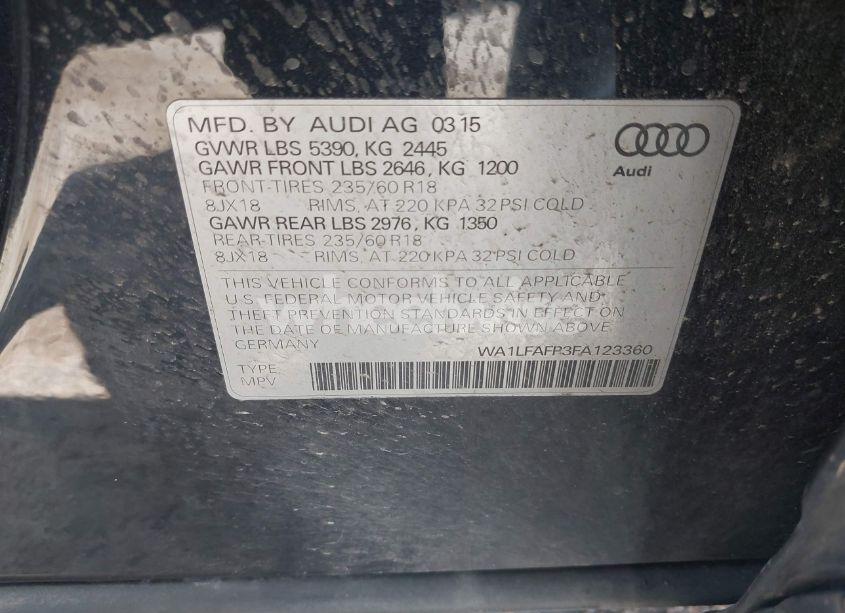 MFD. BY AUDI AG 03 15
GVWR LBS 5390, KG 2445
GAWR FRONT LBS 2646, KG 1200
FRONT-TIRES 235/60 R18
8JX18 RIMS, AT 220 KPA 32 PSI COLD
GAWR REAR LBS 2976, KG 1350
REAR-TIRES 235/60 R18
8JX18 RIMS, AT 220 KPA 32 PSI COLD
Audi
THIS VEHICLE CONFORMS TO ALL APPLICABLE
U.S. FEDERAL MOTOR VEHICLE SAFETY AND
THEFT PREVENTION STANDARDS IN EFFECT ON
THE DATE OF MANUFACTURE SHOWN ABOVE
GERMANY
WA1LFAFP3FA123360
TYPE
MPV